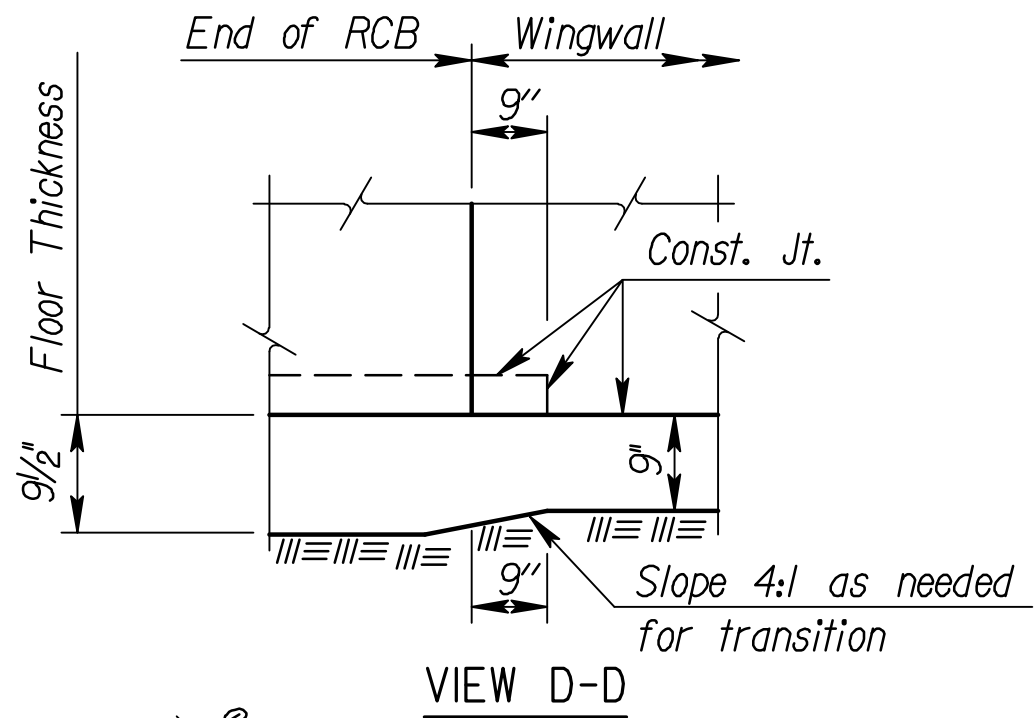 End of RCB
Wingwall
9"
Floor Thickness
Const. Jt.
9½"
9"
9"
Slope 4:1 as needed
for transition
VIEW D-D